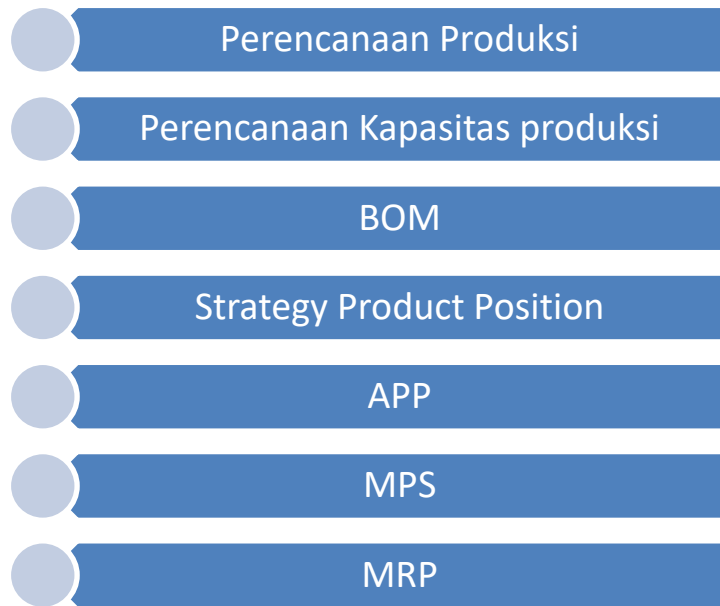 Perencanaan Produksi
Perencanaan Kapasitas produksi
BOM
Strategy Product Position
APP
MPS
MRP